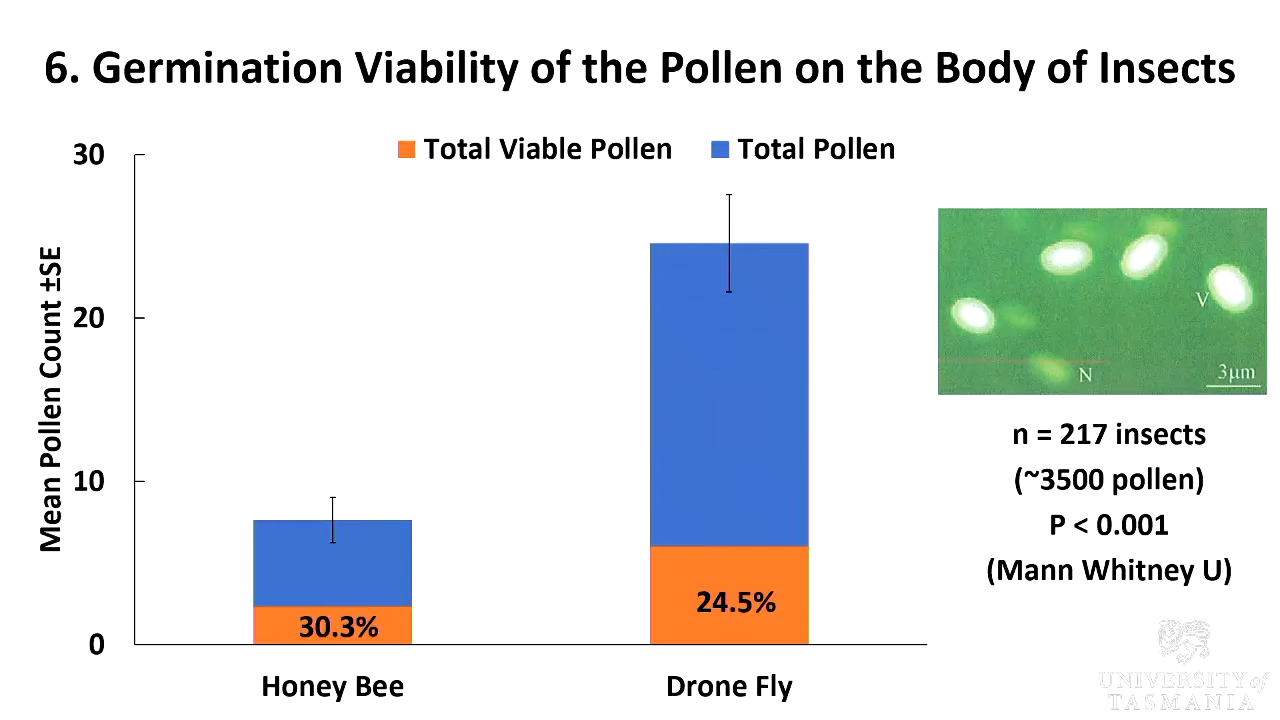 6. Germination Viability of the Pollen on the Body of Insects
Total Viable Pollen
Total Pollen
Mean Pollen Count ±SE
30
20
10
0
30.3%
24.5%
Honey Bee
Drone Fly
V
N
3μm
n = 217 insects
(~3500 pollen)
P < 0.001
(Mann Whitney U)
UNIVERSITY of
TASMANIA